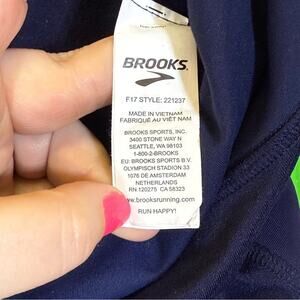 BROOKS
F17 STYLE: 221237
MADE IN VIETNAM
FABRIQUÉ AU VIÊT NAM
BROOKS SPORTS, INC.
3400 STONE WAY N
SEATTLE, WA 98103
1-800-2-BROOKS
EU: BROOKS SPORTS B.V.
OLYMPISCH STADION 33
1076 DE AMSTERDAM
NETHERLANDS
RN:120275 CA 58323
www.brooksrunning.com
RUN HAPPY!